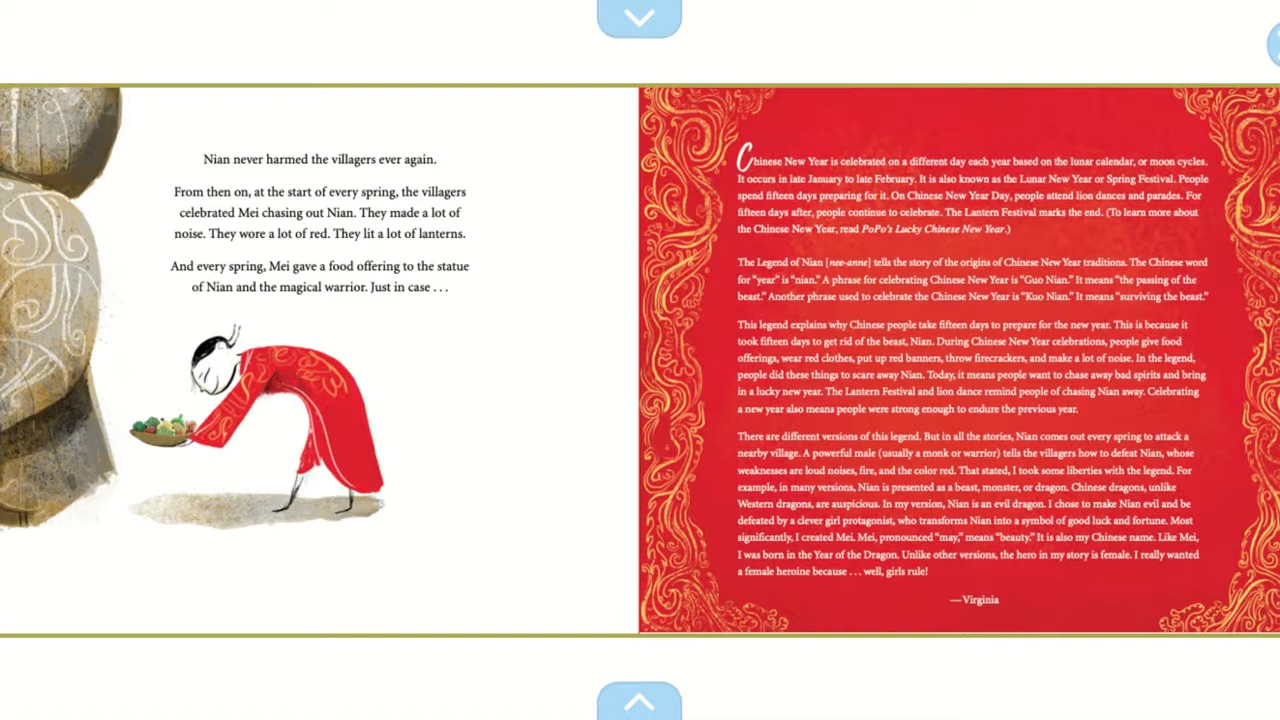 Nian never harmed the villagers ever again.
From then on, at the start of every spring, the villagers
celebrated Mei chasing out Nian. They made a lot of
noise. They wore a lot of red. They lit a lot of lanterns.
And every spring, Mei gave a food offering to the statue
of Nian and the magical warrior. Just in case . . .
Chinese New Year is celebrated on a different day each year based on the lunar calendar, or moon cycles.
It occurs in late January to late February. It is also known as the Lunar New Year or Spring Festival. People
spend fifteen days preparing for it. On Chinese New Year Day, people attend lion dances and parades. For
fifteen days after, people continue to celebrate. The Lantern Festival marks the end. (To learn more about
the Chinese New Year, read PoPo's Lucky Chinese New Year.)
The Legend of Nian [nee-anne] tells the story of the origins of Chinese New Year traditions. The Chinese word
for “year” is “nian.” A phrase for celebrating Chinese New Year is “Guo Nian.” It means “the passing of the
beast.” Another phrase used to celebrate the Chinese New Year is “Kuo Nian.” It means “surviving the beast.”
This legend explains why Chinese people take fifteen days to prepare for the new year. This is because it
took fifteen days to get rid of the beast, Nian. During Chinese New Year celebrations, people give food
offerings, wear red clothes, put up red banners, throw firecrackers, and make a lot of noise. In the legend,
people did these things to scare away Nian. Today, it means people want to chase away bad spirits and bring
in a lucky new year. The Lantern Festival and lion dance remind people of chasing Nian away. Celebrating
a new year also means people were strong enough to endure the previous year.
There are different versions of this legend. But in all the stories, Nian comes out every spring to attack a
nearby village. A powerful male (usually a monk or warrior) tells the villagers how to defeat Nian, whose
weaknesses are loud noises, fire, and the color red. That stated, I took some liberties with the legend. For
example, in many versions, Nian is presented as a beast, monster, or dragon. Chinese dragons, unlike
Western dragons, are auspicious. In my version, Nian is an evil dragon. I chose to make Nian evil and be
defeated by a clever girl protagonist, who transforms Nian into a symbol of good luck and fortune. Most
significantly, I created Mei. Mei, pronounced “may,” means “beauty.” It is also my Chinese name. Like Mei,
I was born in the Year of the Dragon. Unlike other versions, the hero in my story is female. I really wanted
a female heroine because . . . well, girls rule!
—Virginia